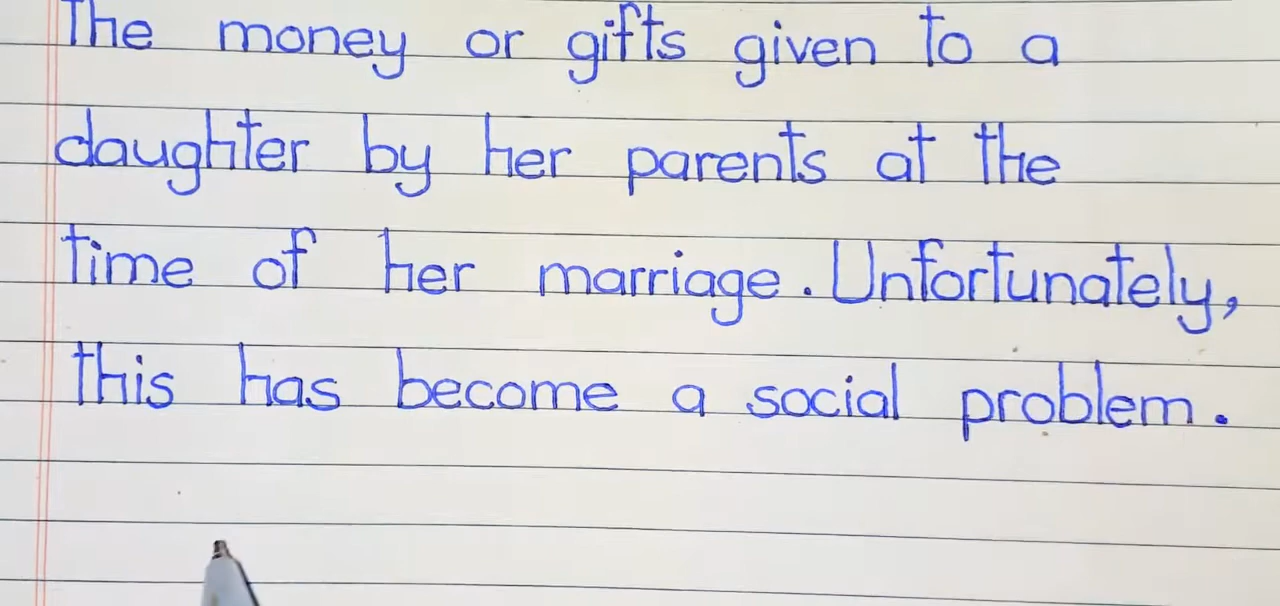 The money or gifts given to a
daughter by her parents at the
time of her marriage. Unfortunately,
this has become a social problem.